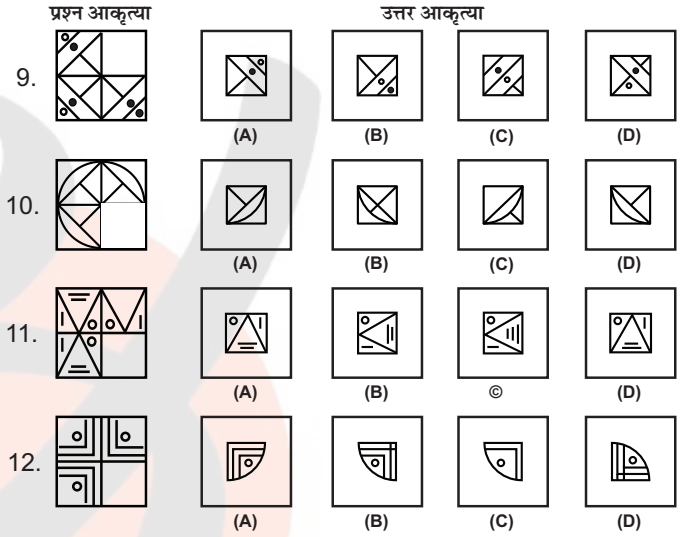 प्रश्न आकृत्या उत्तर आकृत्या
9.
(A) (B) (C) (D)
10.
(A) (B) (C) (D)
11.
(A) (B) © (D)
12.
(A) (B) (C) (D)